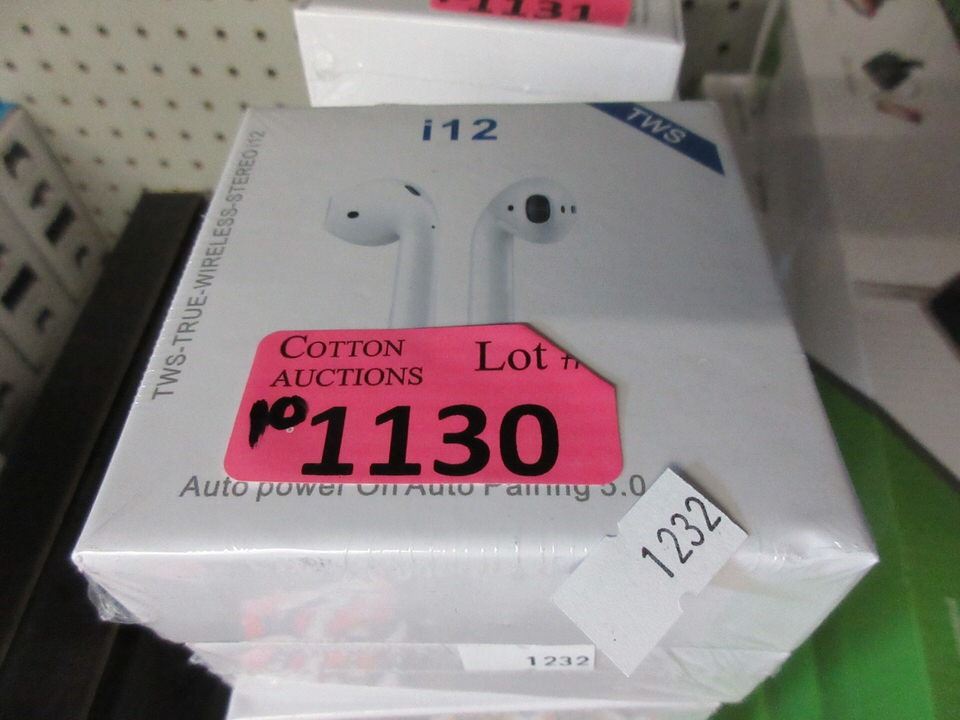 1131
i12
TWS
TWS-TRUE-WIRELESS-STEREO i12
COTTON
AUCTIONS
Lot #
10
1130
Auto power On Auto Pairing 5.0
1232
1232